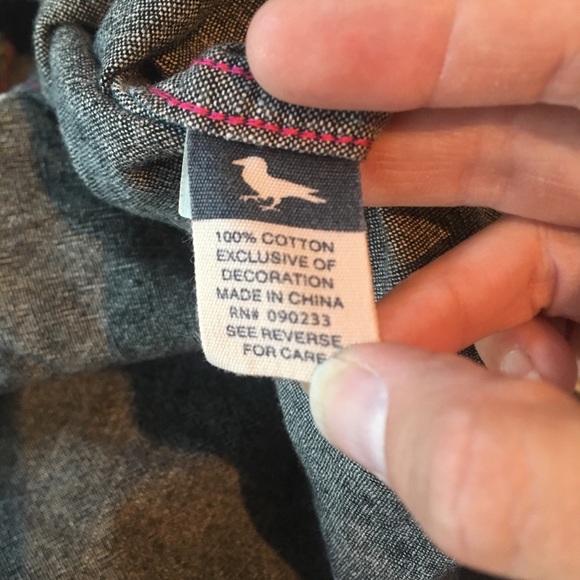 100% COTTON
EXCLUSIVE OF
DECORATION
MADE IN CHINA
RN# 090233
SEE REVERSE
FOR CARE